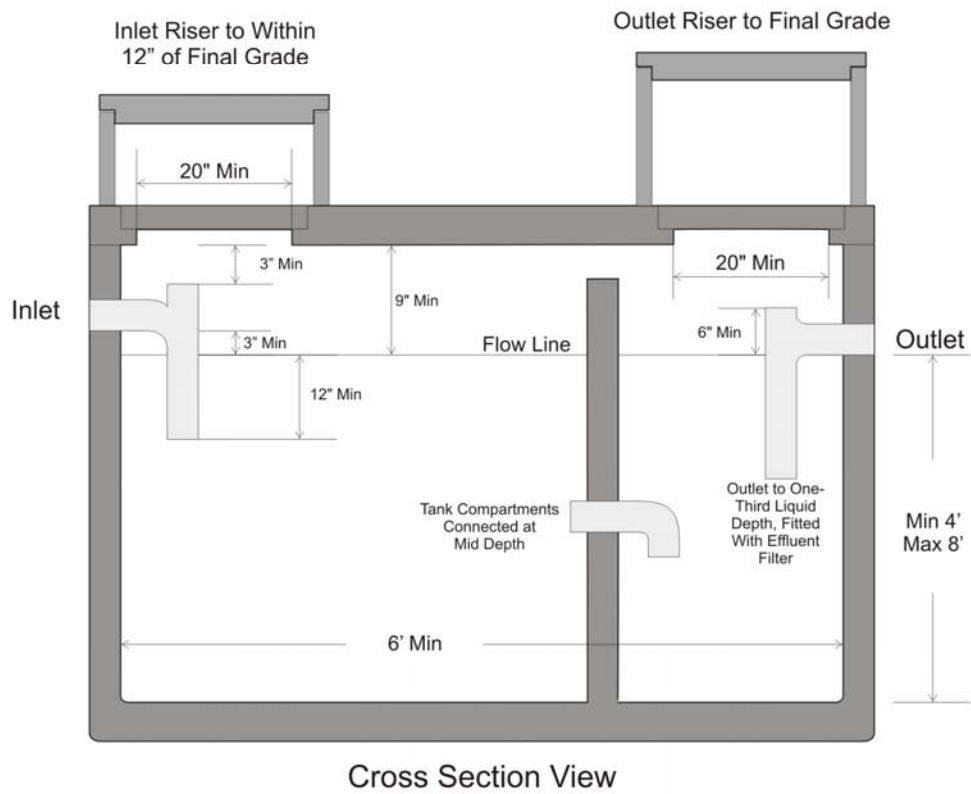 Inlet Riser to Within
12” of Final Grade
Outlet Riser to Final Grade
20" Min
3” Min
9" Min
20" Min
Inlet
3” Min
Flow Line
6” Min
Outlet
12" Min
Tank Compartments
Connected at
Mid Depth
Outlet to One-
Third Liquid
Depth, Fitted
With Effluent
Filter
Min 4’
Max 8’
6’ Min
Cross Section View